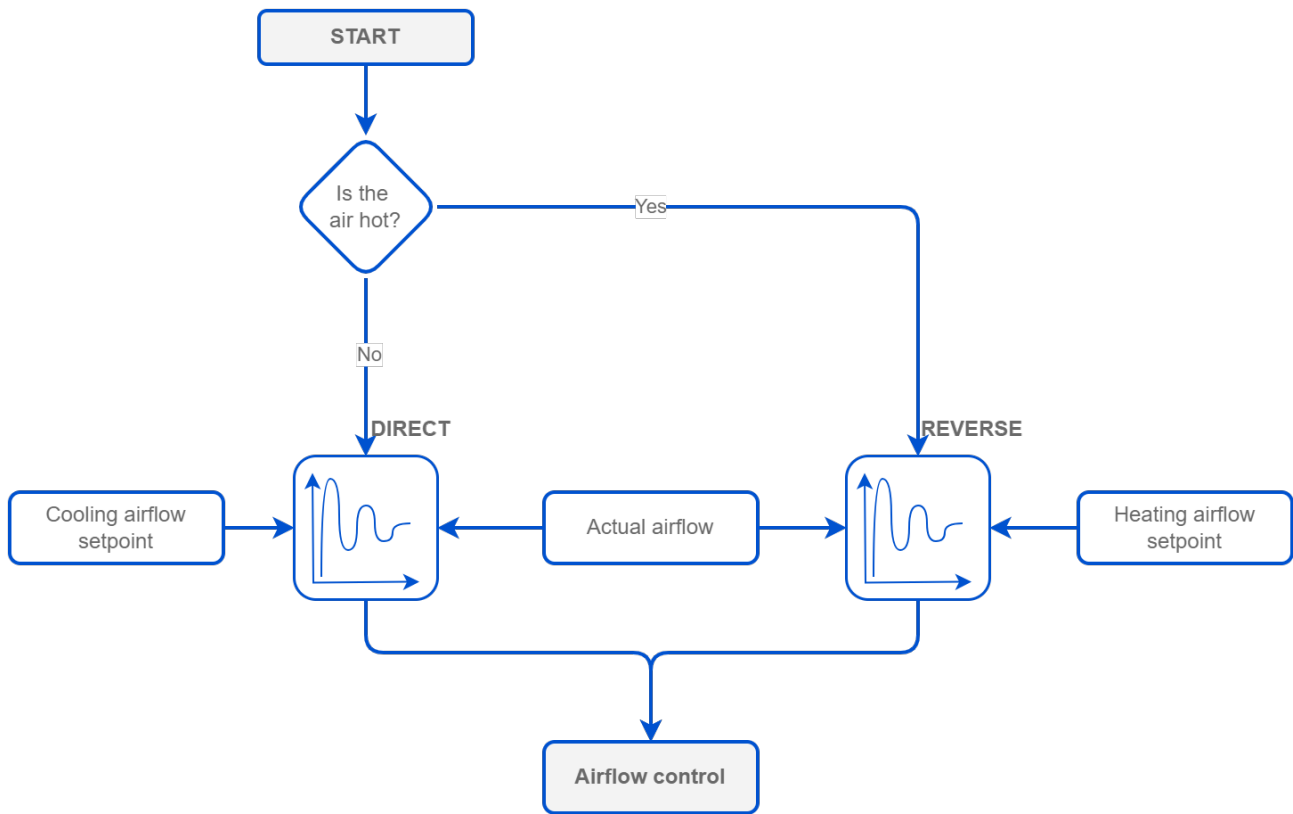 START
Is the
air hot?
Yes
No
DIRECT
REVERSE
Cooling airflow
setpoint
Actual airflow
Heating airflow
setpoint
Airflow control